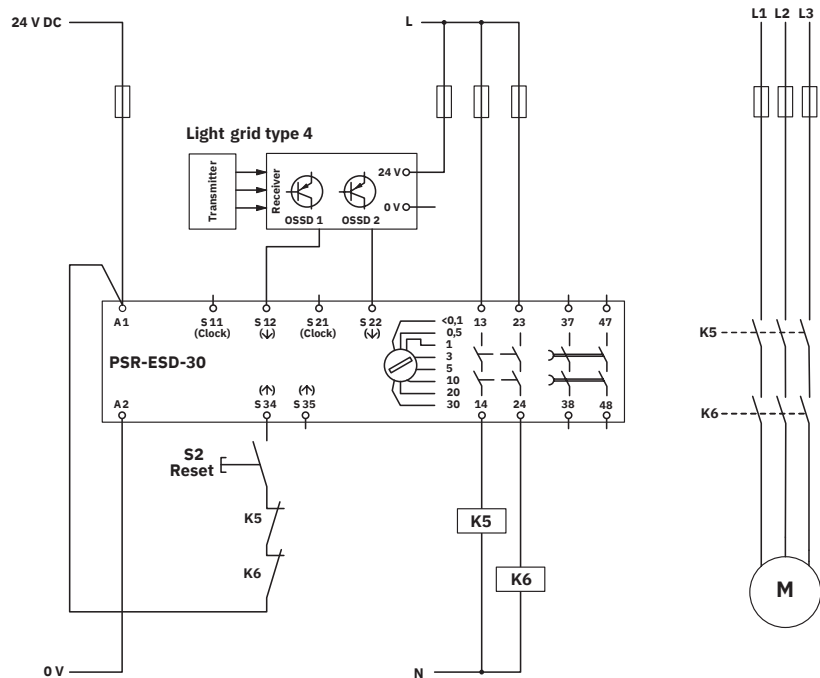 24 V DC
L
L1 L2 L3
Light grid type 4
Transmitter
Receiver
24 V
0 V
OSSD 1
OSSD 2
A1
S11
(Clock)
S12
(↓)
S21
(Clock)
S22
(↓)
<0,1
0,5
1
3
5
10
20
30
13
23
37
47
PSR-ESD-30
A2
(↑)
S34
(↑)
S35
14
24
38
48
K5
K6
S2
Reset
K5
K6
K5
K6
M
0 V
N